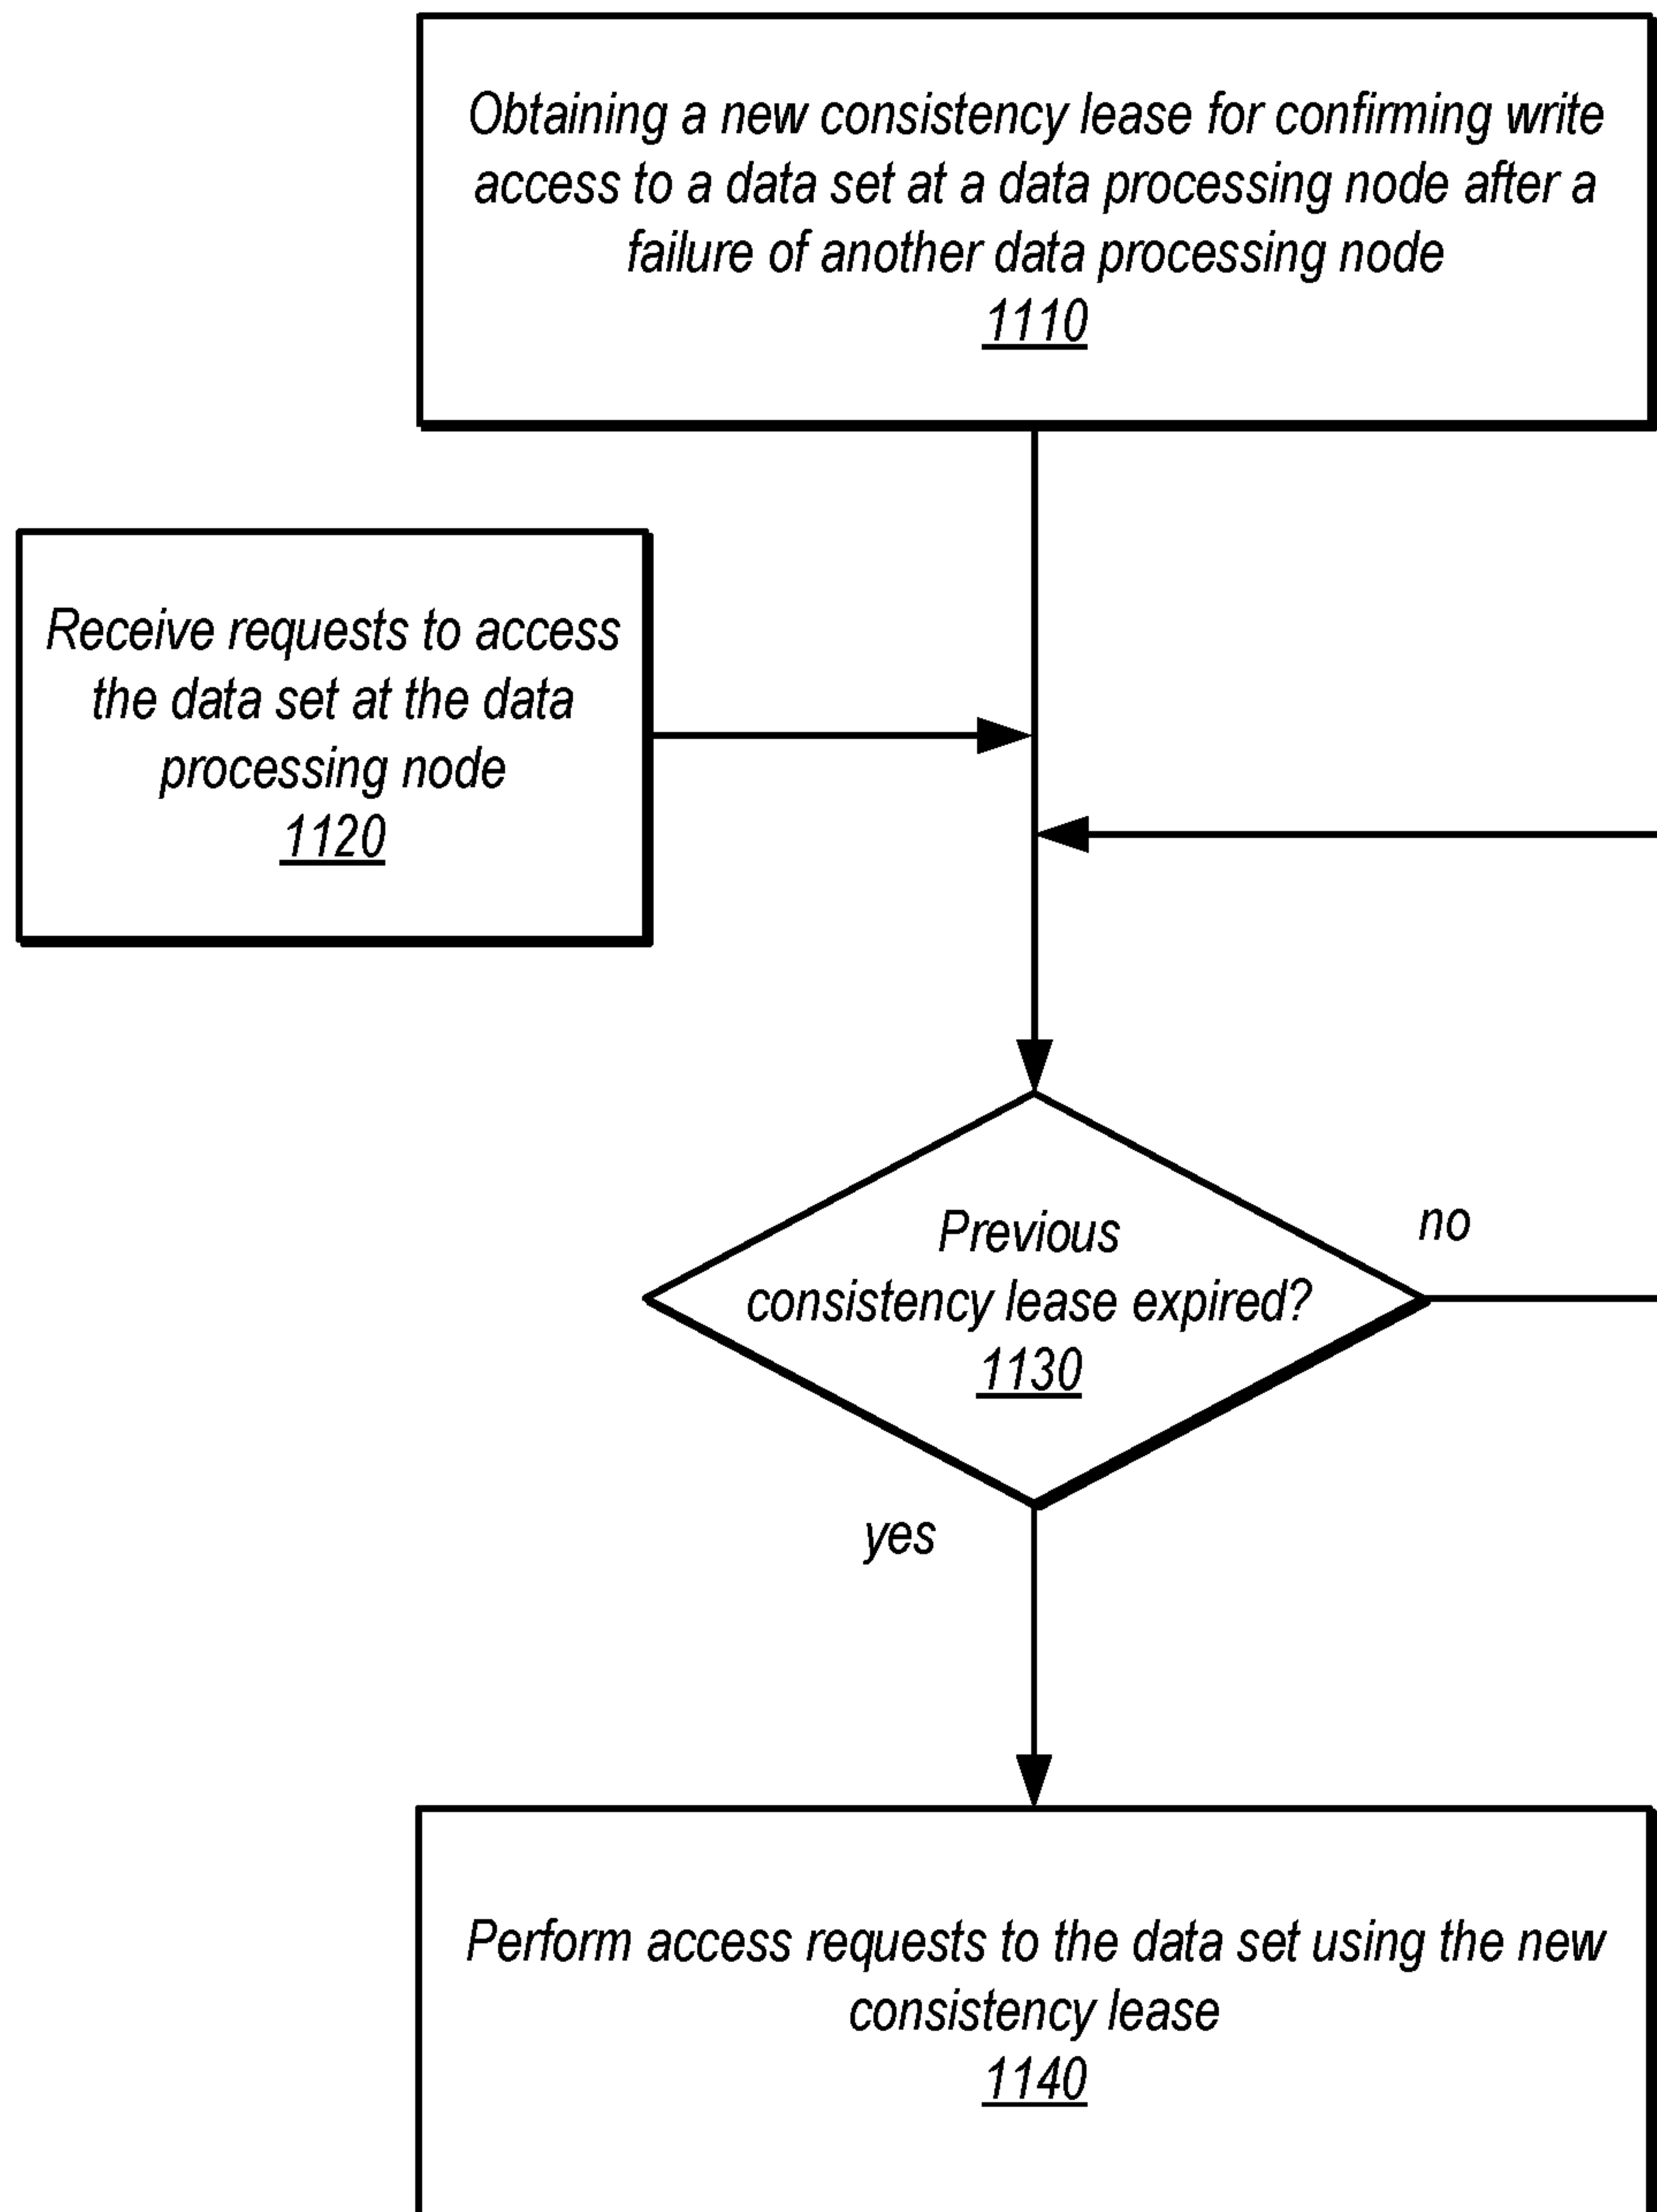 Obtaining a new consistency lease for confirming write
access to a data set at a data processing node after a
failure of another data processing node
1110
Receive requests to access
the data set at the data
processing node
1120
Previous
consistency lease expired?
1130
no
yes
Perform access requests to the data set using the new
consistency lease
1140